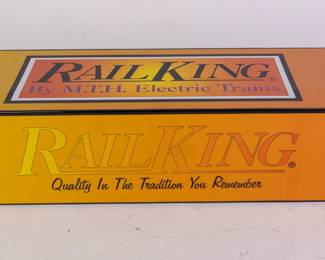 RAILKING®
By M.T.H. Electric Trains
RAILKING®
Quality In The Tradition You Remember